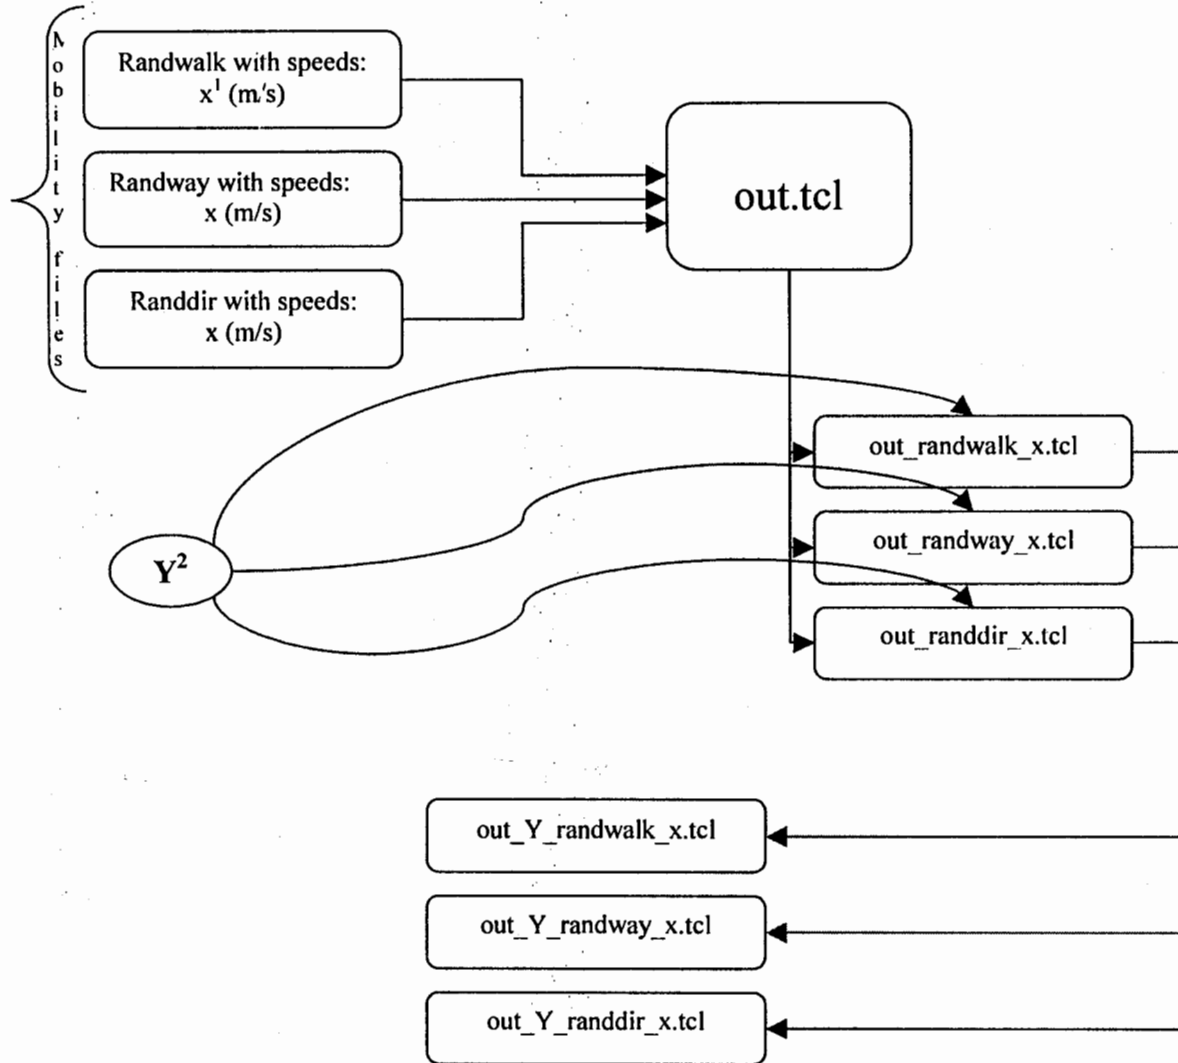 Mobility files
Randwalk with speeds:
x¹ (m/s)
Randway with speeds:
x (m/s)
Randdir with speeds:
x (m/s)
out.tcl
out_randwalk_x.tcl
out_randway_x.tcl
out_randdir_x.tcl
Y²
out_Y_randwalk_x.tcl
out_Y_randway_x.tcl
out_Y_randdir_x.tcl